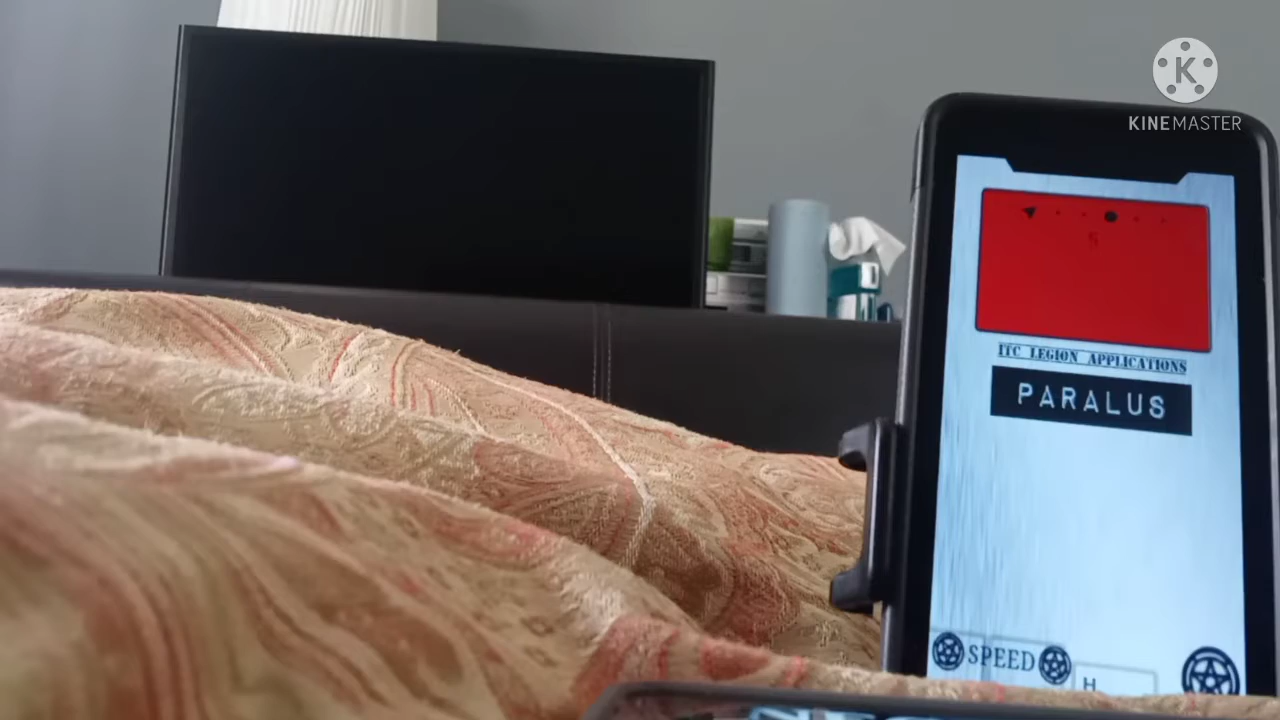 K
KINEMASTER
ITC LEGION APPLICATIONS
PARALUS
SPEED
H